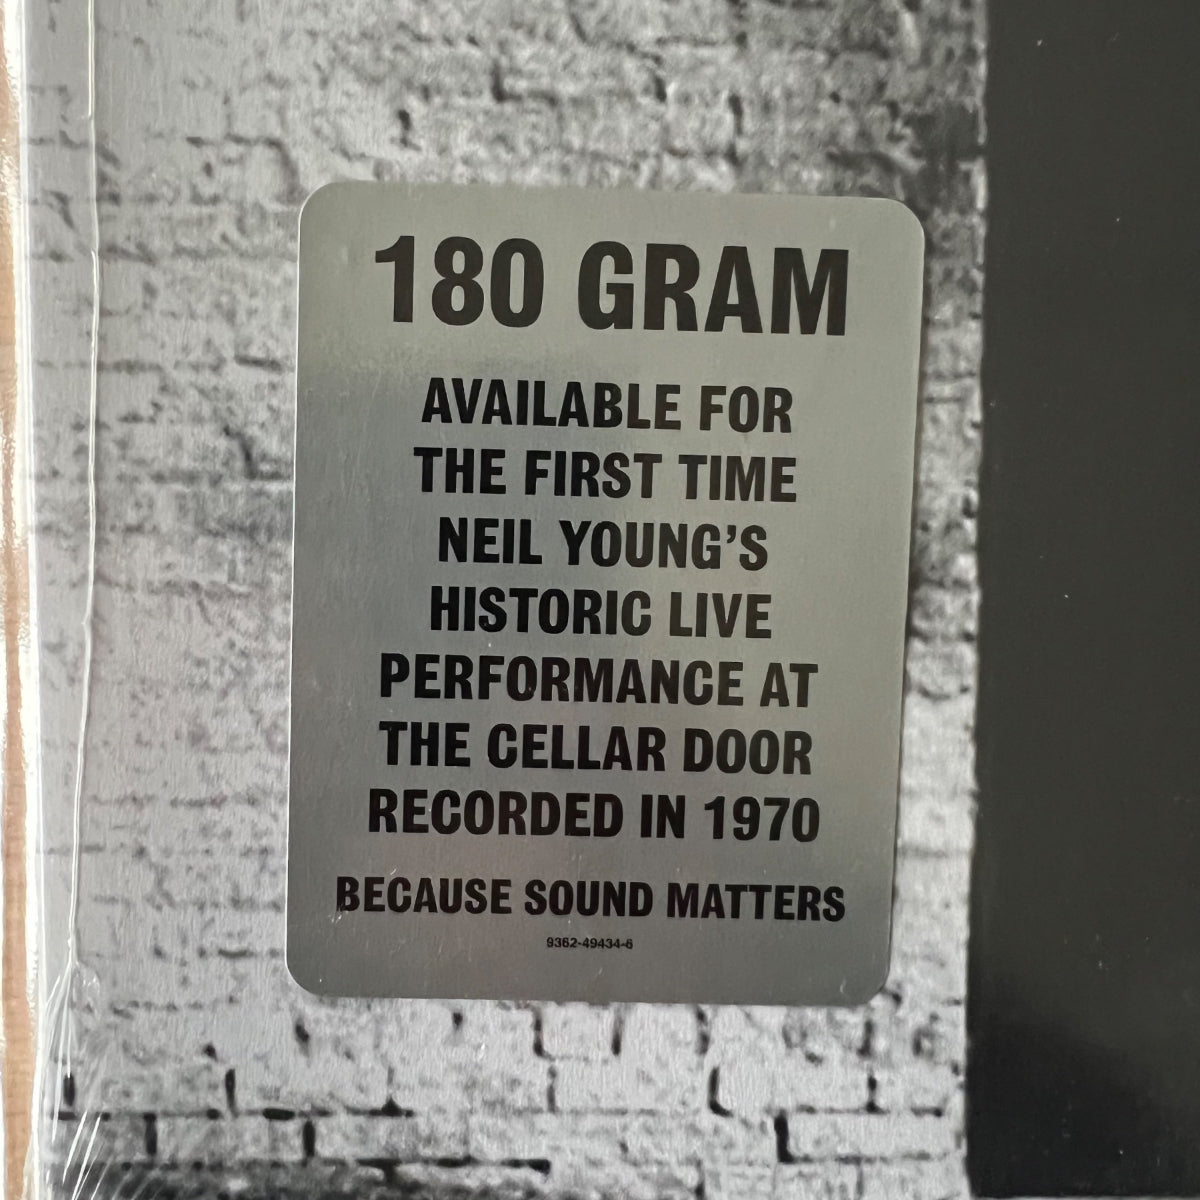 180 GRAM
AVAILABLE FOR
THE FIRST TIME
NEIL YOUNG'S
HISTORIC LIVE
PERFORMANCE AT
THE CELLAR DOOR
RECORDED IN 1970
BECAUSE SOUND MATTERS
9362-49434-6